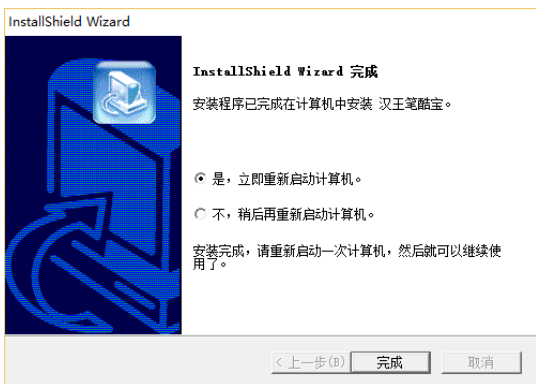 InstallShield Wizard
InstallShield Wizard 完成
安装程序已完成在计算机中安装 汉王笔酷宝。
是，立即重新启动计算机。
不，稍后再重新启动计算机。
安装完成，请重新启动一次计算机，然后就可以继续使
用了。
< 上一步(B)
完成
取消